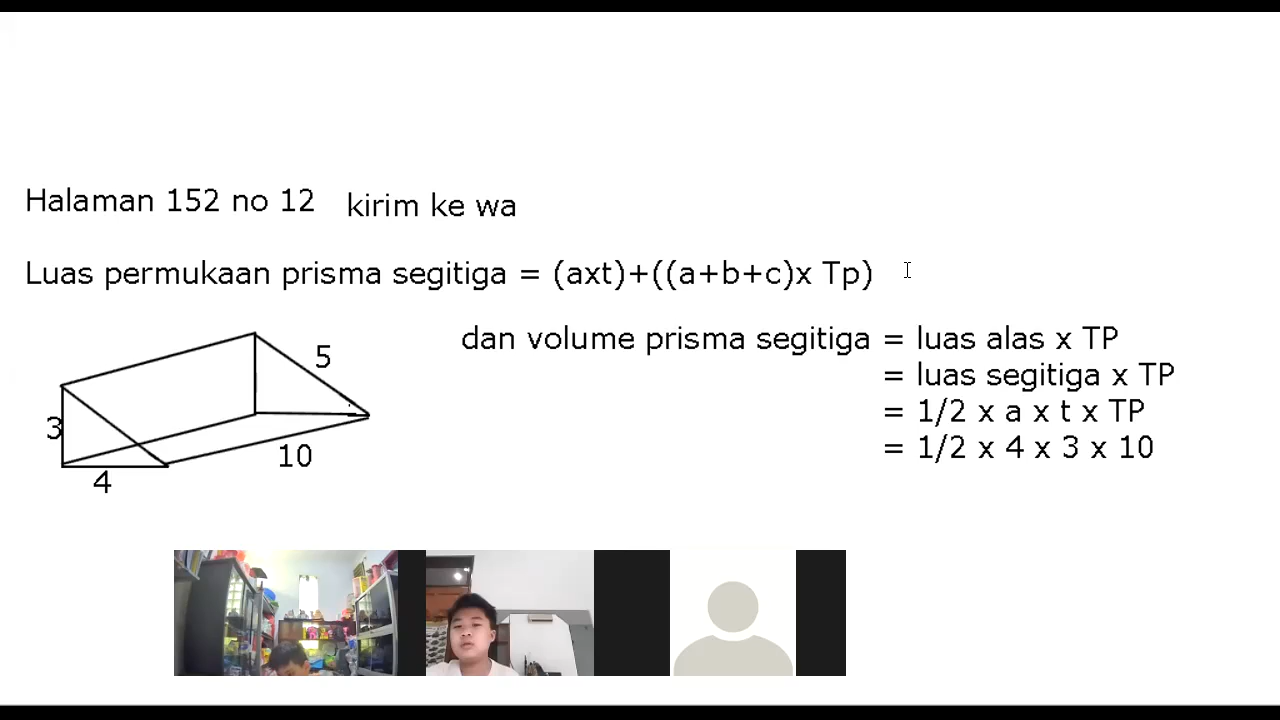 Halaman 152 no 12 kirim ke wa
Luas permukaan prisma segitiga = (axt)+((a+b+c)x Tp)
dan volume prisma segitiga = luas alas x TP
= luas segitiga x TP
= 1/2 x a x t x TP
= 1/2 x 4 x 3 x 10
5
3
10
4